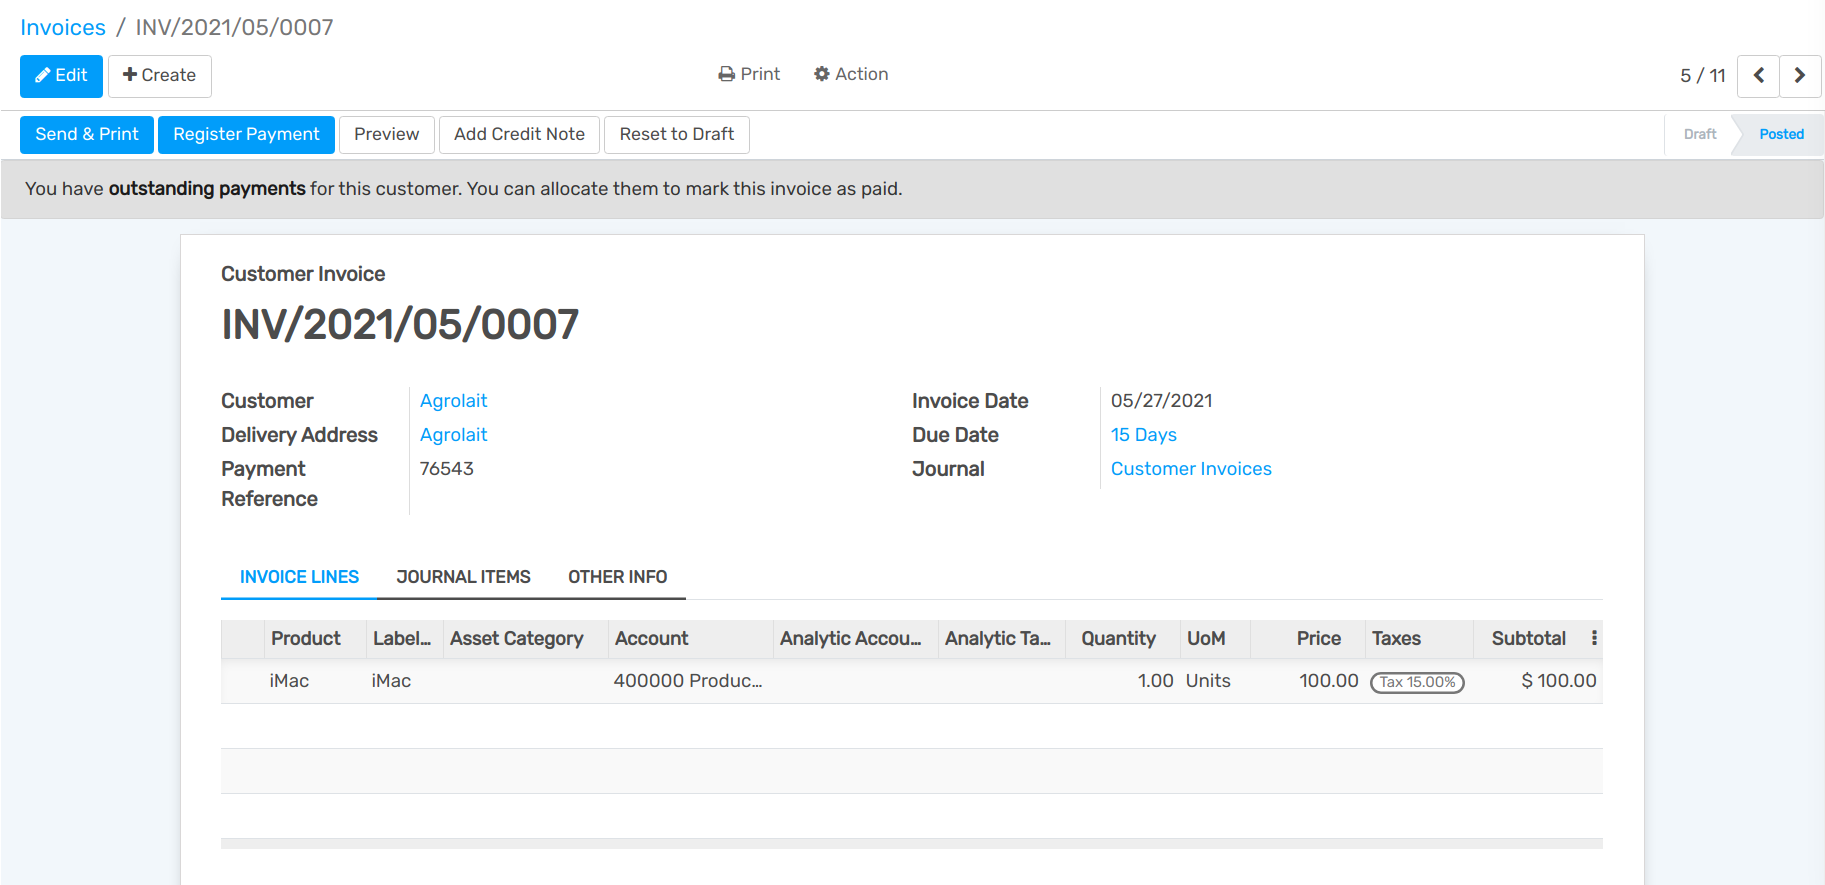 Invoices / INV/2021/05/0007
Edit Create Print Action 5 / 11
Send & Print Register Payment Preview Add Credit Note Reset to Draft Draft Posted
You have outstanding payments for this customer. You can allocate them to mark this invoice as paid.
Customer Invoice
INV/2021/05/0007
Customer Agrolait Invoice Date 05/27/2021
Delivery Address Agrolait Due Date 15 Days
Payment 76543 Journal Customer Invoices
Reference
INVOICE LINES JOURNAL ITEMS OTHER INFO
Product Label... Asset Category Account Analytic Accou... Analytic Ta... Quantity UoM Price Taxes Subtotal
iMac iMac 400000 Produc... 1.00 Units 100.00 Tax 15.00% $ 100.00